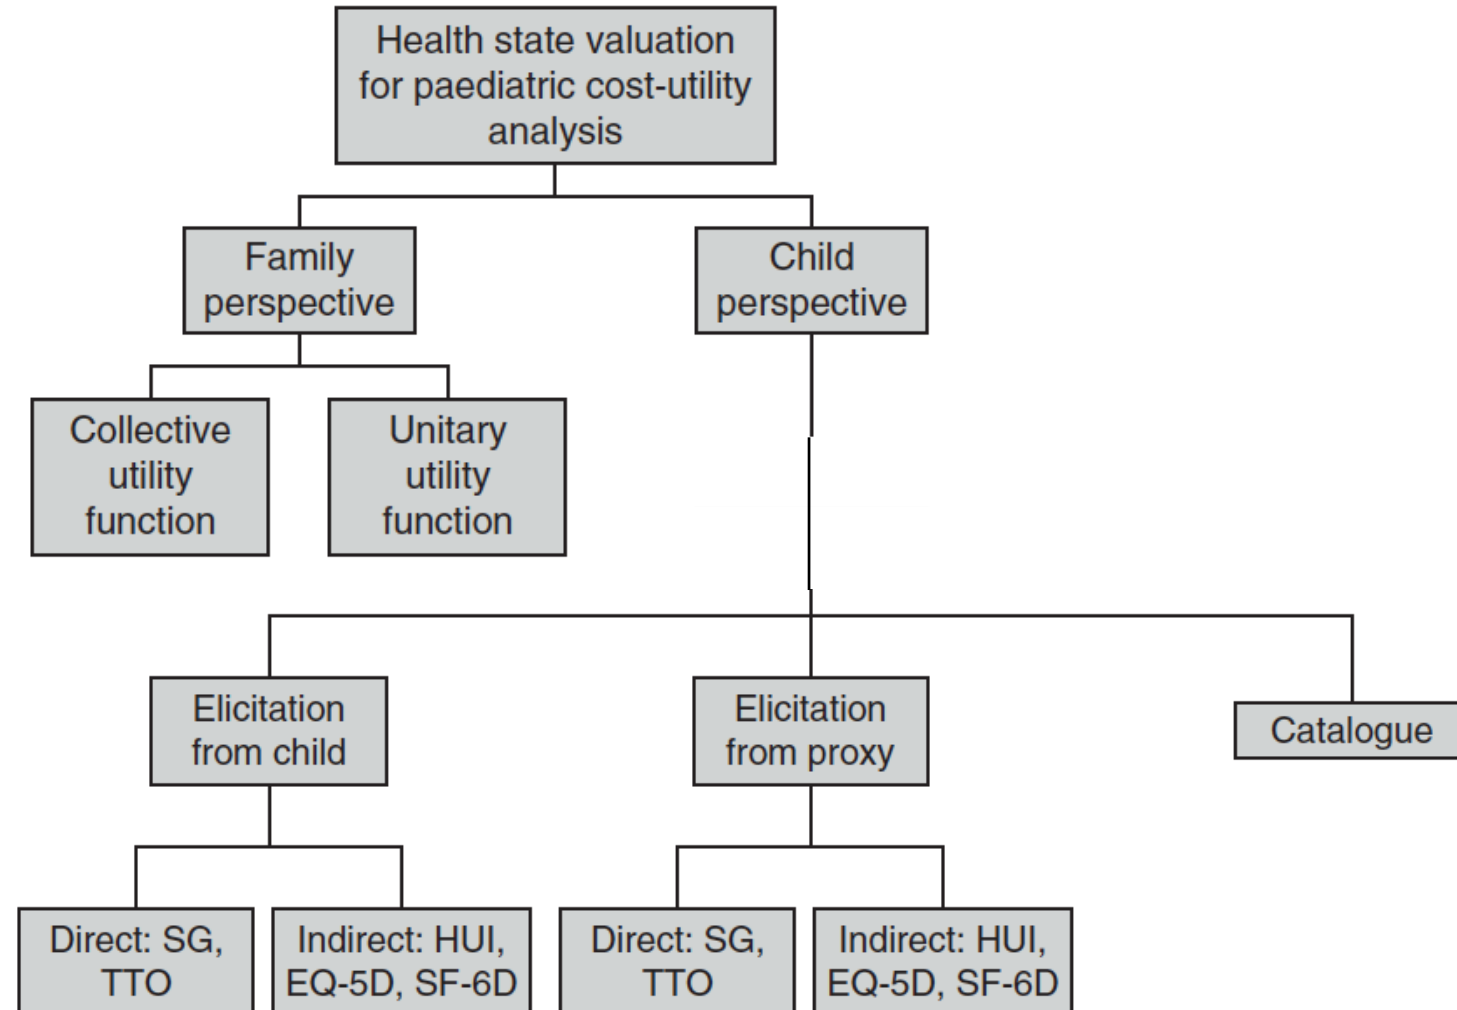 Health state valuation
for paediatric cost-utility
analysis
Family
perspective
Child
perspective
Collective
utility
function
Unitary
utility
function
Elicitation
from child
Elicitation
from proxy
Catalogue
Direct: SG,
TTO
Indirect: HUI,
EQ-5D, SF-6D
Direct: SG,
TTO
Indirect: HUI,
EQ-5D, SF-6D